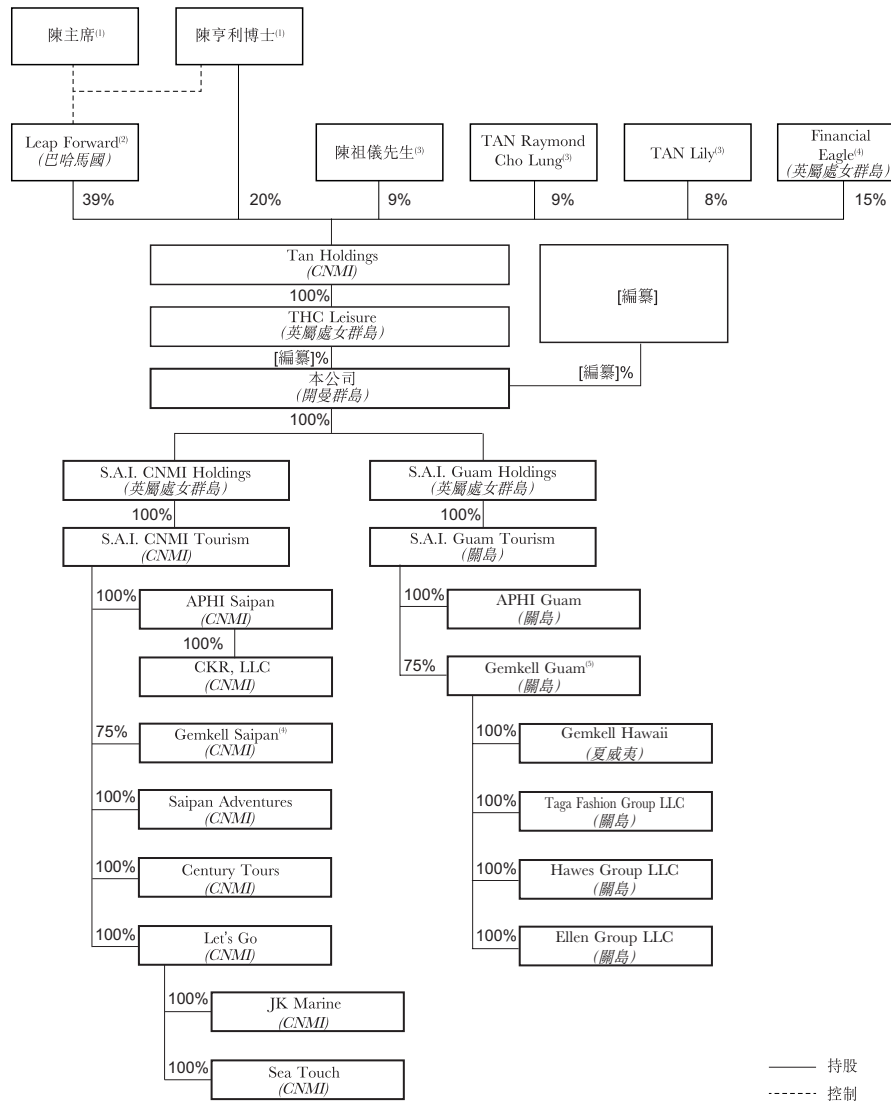 陳主席(1)
陳亨利博士(1)
Leap Forward(2)
(巴哈馬國)
陳祖儀先生(3)
TAN Raymond
Cho Lung(3)
TAN Lily(3)
Financial
Eagle(4)
(英屬處女群島)
39%
20%
9%
9%
8%
15%
Tan Holdings
(CNMI)
100%
THC Leisure
(英屬處女群島)
[編纂]
[編纂]%
本公司
(開曼群島)
[編纂]%
100%
S.A.I. CNMI Holdings
(英屬處女群島)
S.A.I. Guam Holdings
(英屬處女群島)
100%
100%
S.A.I. CNMI Tourism
(CNMI)
S.A.I. Guam Tourism
(關島)
100%
APHI Saipan
(CNMI)
100%
APHI Guam
(關島)
100%
CKR, LLC
(CNMI)
75%
Gemkell Guam(5)
(關島)
75%
Gemkell Saipan(4)
(CNMI)
100%
Gemkell Hawaii
(夏威夷)
100%
Saipan Adventures
(CNMI)
100%
Taga Fashion Group LLC
(關島)
100%
Century Tours
(CNMI)
100%
Hawes Group LLC
(關島)
100%
Let's Go
(CNMI)
100%
Ellen Group LLC
(關島)
100%
JK Marine
(CNMI)
100%
Sea Touch
(CNMI)
持股
控制